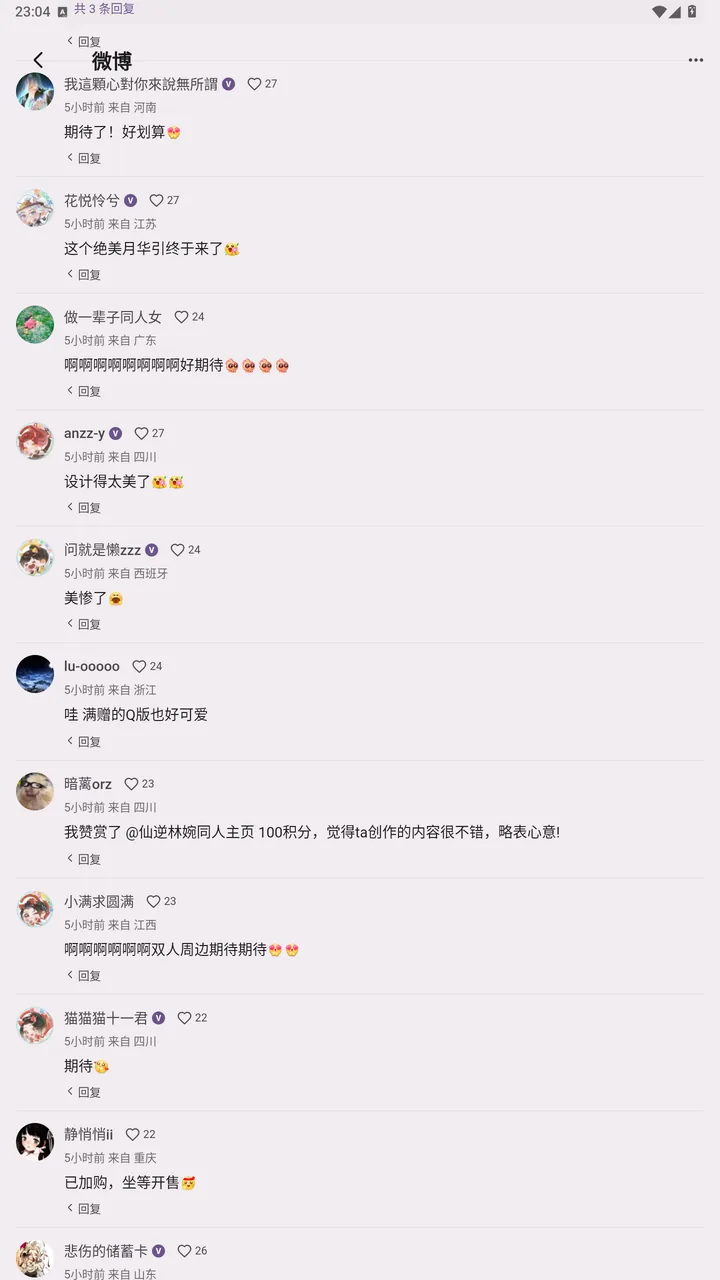 23:04
共 3 条回复
回复
微博
我這顆心對你來說無所謂 27
5小时前 来自 河南
期待了！好划算
回复
花悦怜兮 27
5小时前 来自 江苏
这个绝美月华引终于来了
回复
做一辈子同人女 24
5小时前 来自 广东
啊啊啊啊啊啊啊啊好期待
回复
anzz-y 27
5小时前 来自 四川
设计得太美了
回复
问就是懒zzz 24
5小时前 来自 西班牙
美惨了
回复
lu-ooooo 24
5小时前 来自 浙江
哇 满赠的Q版也好可爱
回复
暗蓠orz 23
5小时前 来自 四川
我赞赏了 @仙逆林婉同人主页 100积分，觉得ta创作的内容很不错，略表心意!
回复
小满求圆满 23
5小时前 来自 江西
啊啊啊啊啊啊双人周边期待期待
回复
猫猫猫十一君 22
5小时前 来自 四川
期待
回复
静悄悄ii 22
5小时前 来自 重庆
已加购，坐等开售
回复
悲伤的储蓄卡 26
5小时前 来自 山东